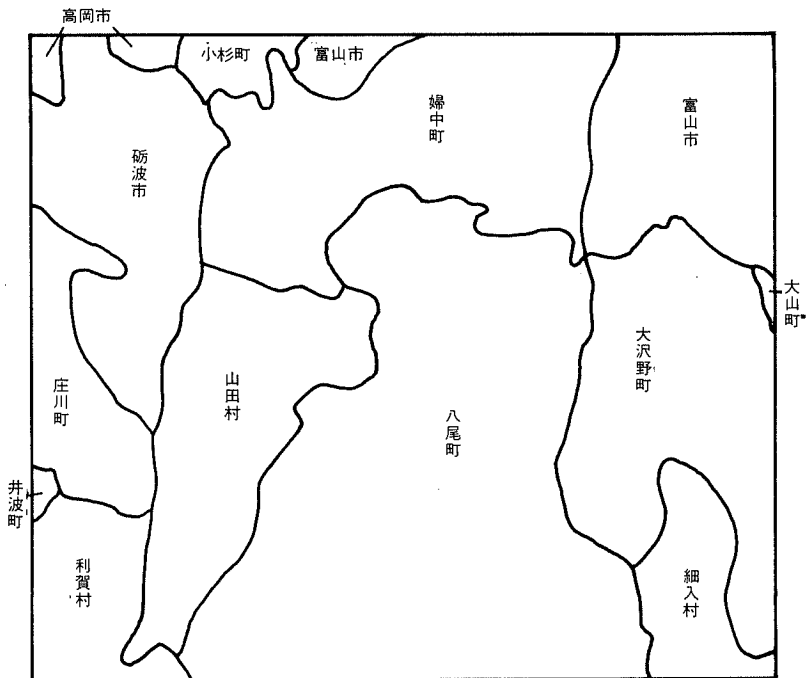 高岡市
小杉町
富山市
婦中町
富山市
砺波市
大山町
大沢野町
山田村
庄川町
八尾町
井波町
利賀村
細入村